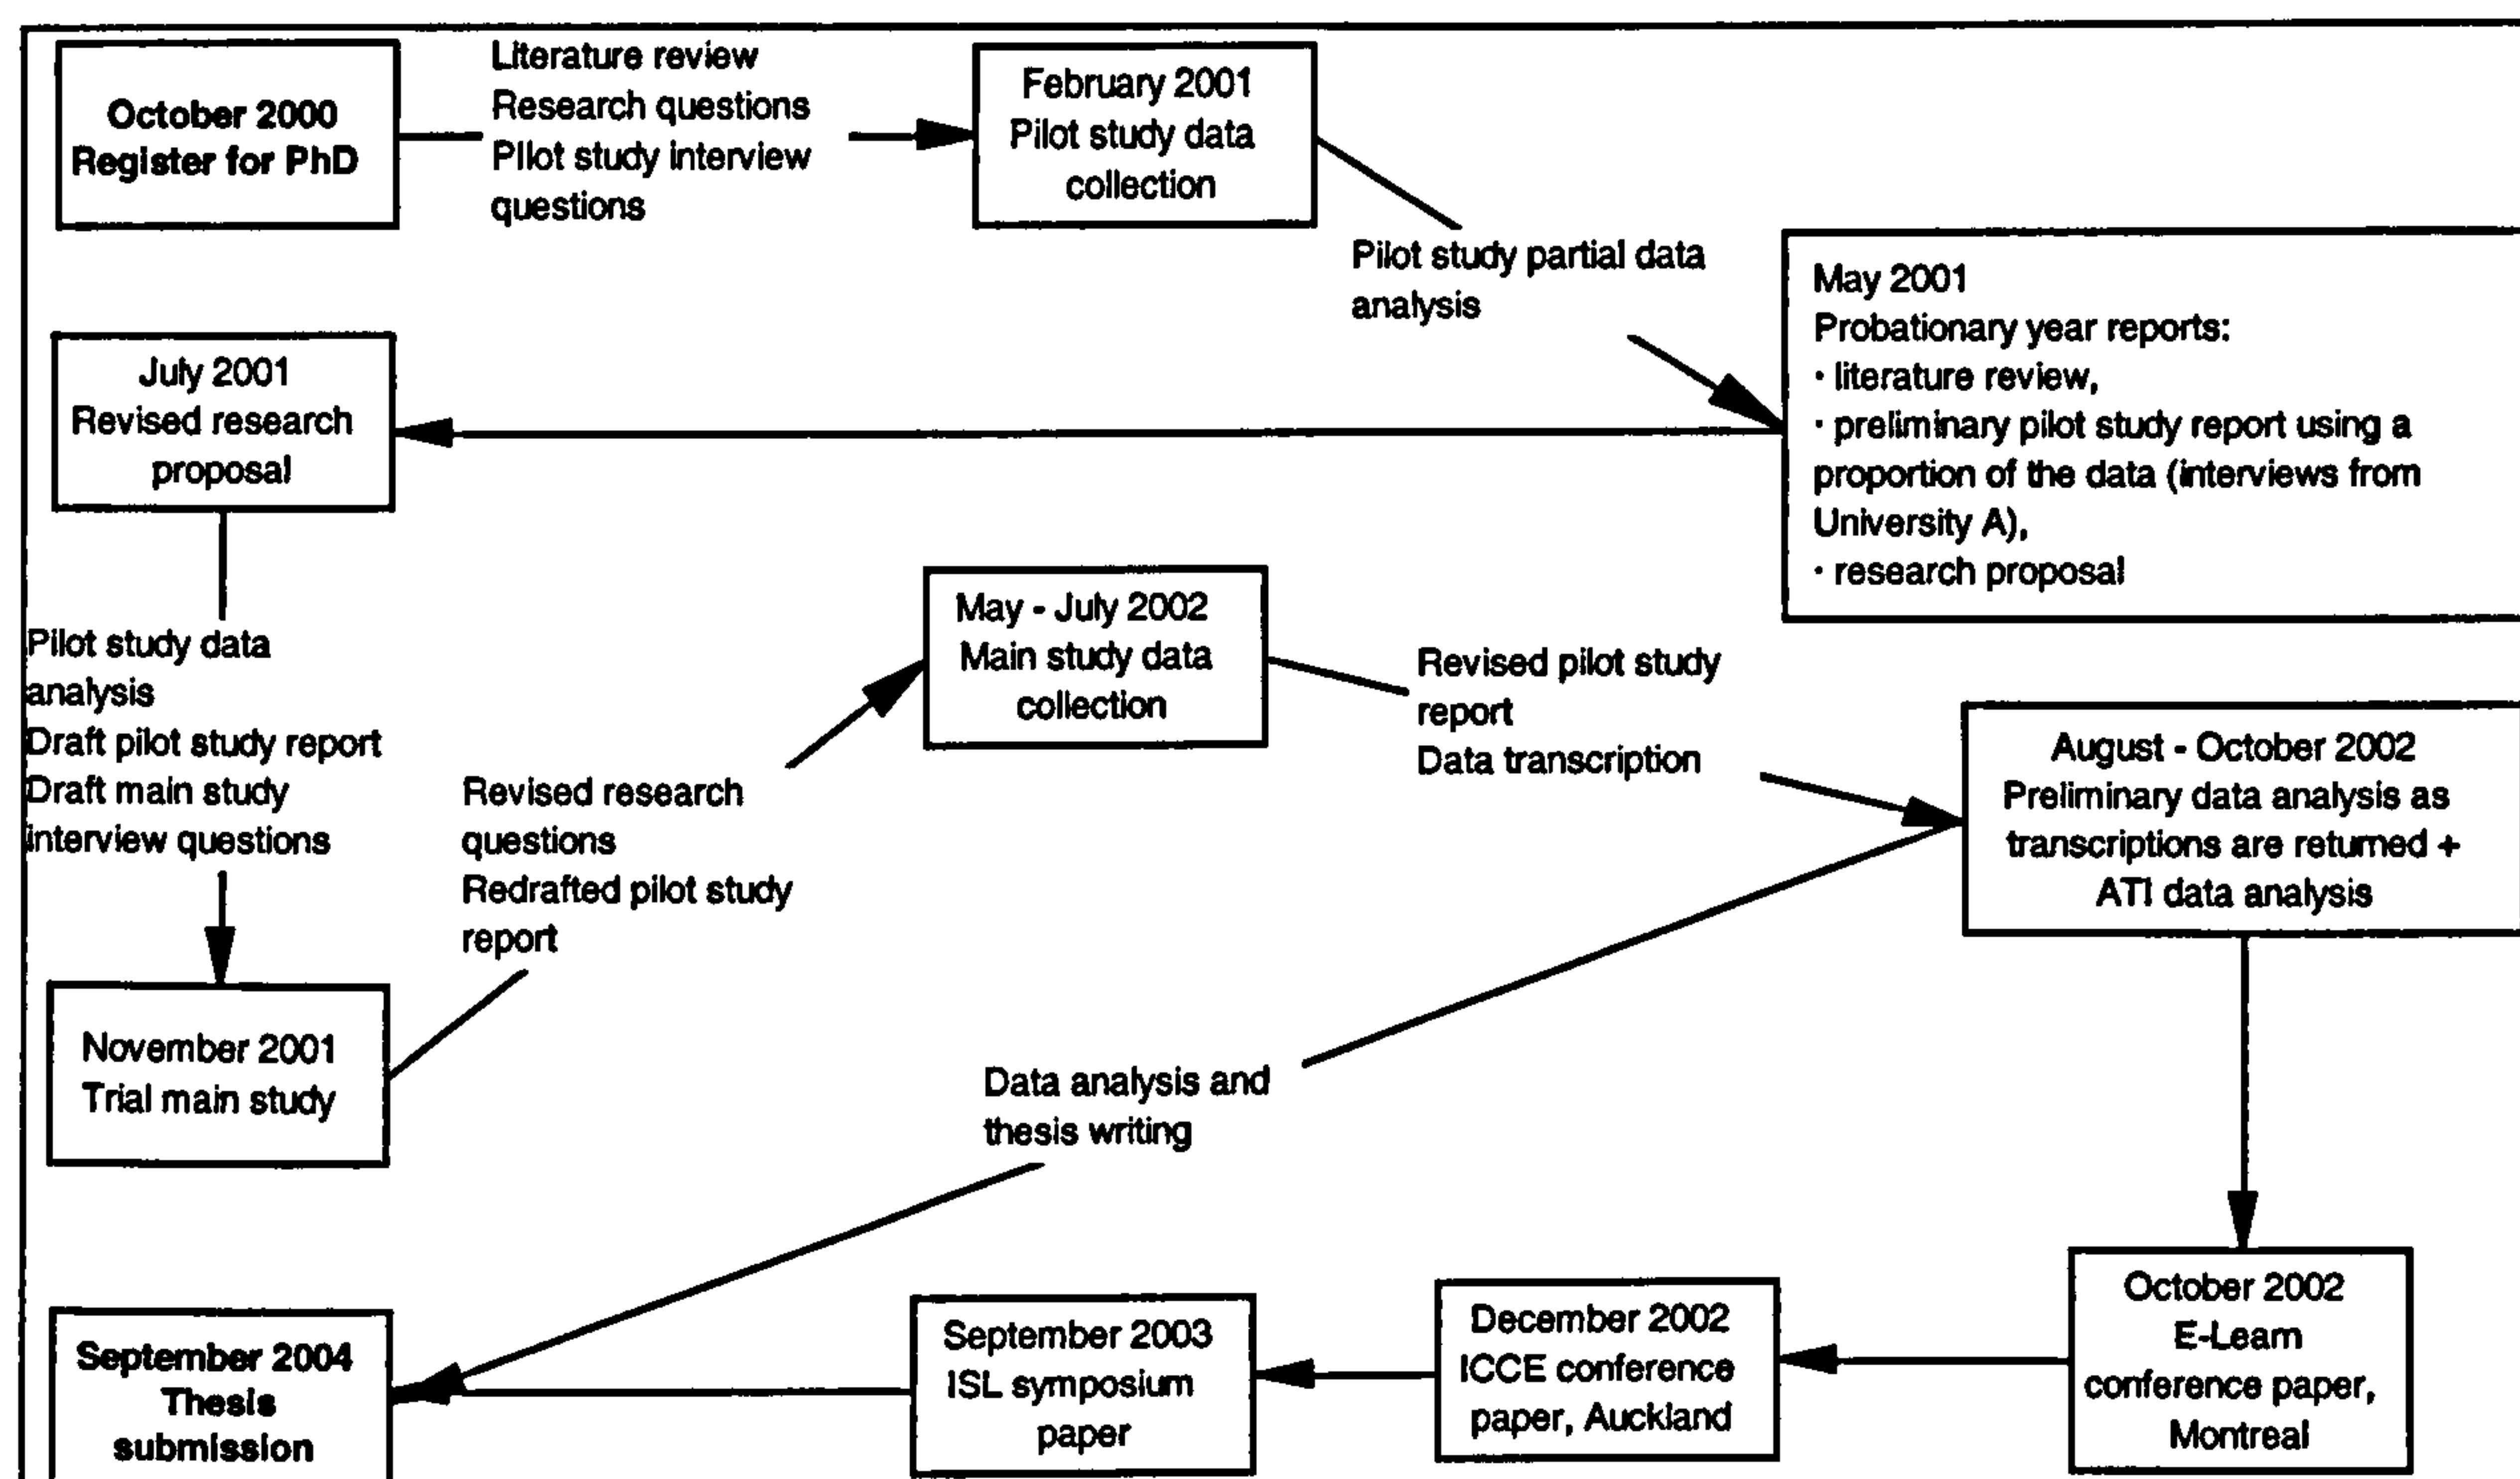 October 2000
Register for PhD
Literature review
Research questions
Pilot study interview
questions
February 2001
Pilot study data
collection
Pilot study partial data
analysis
May 2001
Probationary year reports:
· literature review,
· preliminary pilot study report using a
proportion of the data (interviews from
University A),
· research proposal
July 2001
Revised research
proposal
Pilot study data
analysis
Draft pilot study report
Draft main study
interview questions
November 2001
Trial main study
Revised research
questions
Redrafted pilot study
report
May - July 2002
Main study data
collection
Revised pilot study
report
Data transcription
August - October 2002
Preliminary data analysis as
transcriptions are returned +
ATI data analysis
Data analysis and
thesis writing
October 2002
E-Learn
conference paper,
Montreal
December 2002
ICCE conference
paper, Auckland
September 2003
ISL symposium
paper
September 2004
Thesis
submission